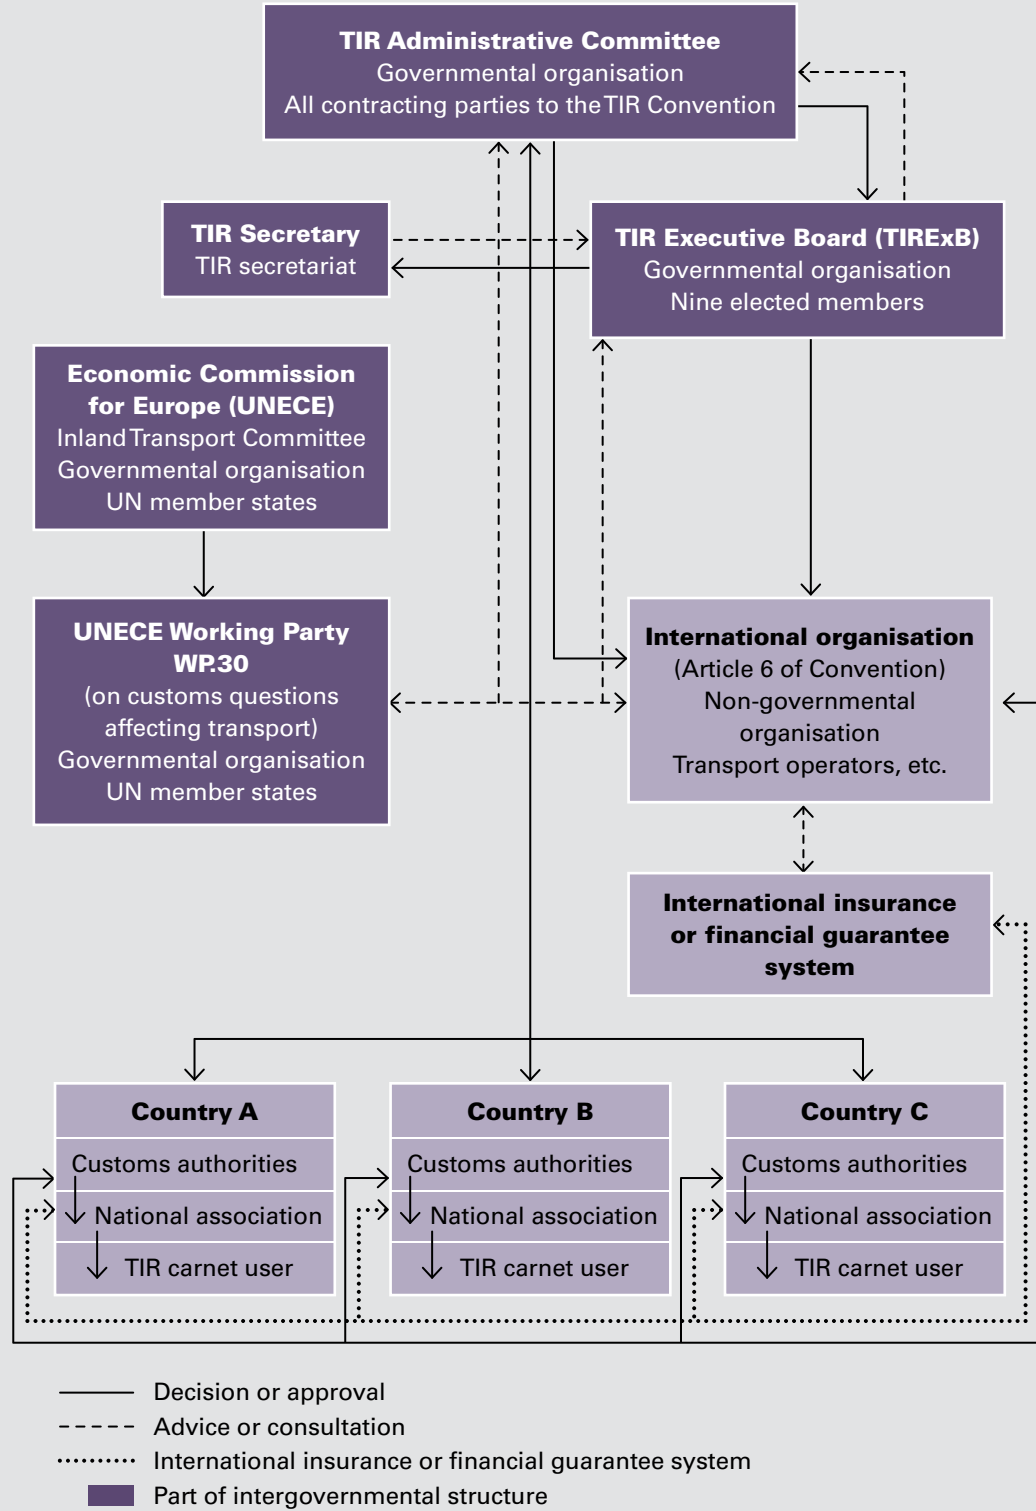 TIR Administrative Committee
Governmental organisation
All contracting parties to the TIR Convention
TIR Secretary
TIR secretariat
TIR Executive Board (TIRExB)
Governmental organisation
Nine elected members
Economic Commission
for Europe (UNECE)
Inland Transport Committee
Governmental organisation
UN member states
UNECE Working Party
WP.30
(on customs questions
affecting transport)
Governmental organisation
UN member states
International organisation
(Article 6 of Convention)
Non-governmental
organisation
Transport operators, etc.
International insurance
or financial guarantee
system
Country A
Customs authorities
National association
TIR carnet user
Country B
Customs authorities
National association
TIR carnet user
Country C
Customs authorities
National association
TIR carnet user
Decision or approval
Advice or consultation
International insurance or financial guarantee system
Part of intergovernmental structure